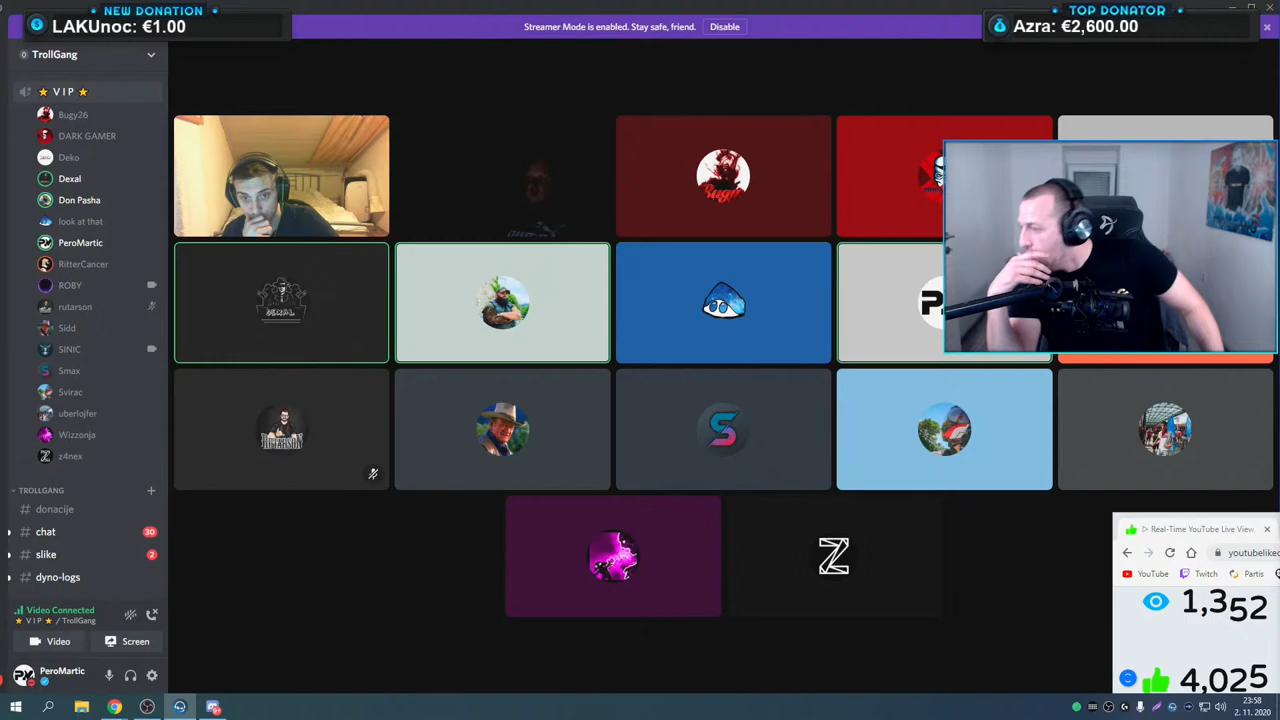 NEW DONATION
LAKUnoc: €1.00
Streamer Mode is enabled. Stay safe, friend.
Disable
TOP DONATOR
Azra: €2,600.00
TrollGang
V I P
Bugy26
DARK GAMER
Deko
Dexal
Don Pasha
look at that
PeroMartic
RitterCancer
ROBY
rutarson
Sidd
SINIC
Smax
Svirac
uberlojfer
Wizzonja
z4nex
TROLLGANG
donacije
chat
30
slike
2
dyno-logs
Video Connected
V I P / TrollGang
Video
Screen
PeroMartic
Real-Time YouTube Live View
youtubelikec
YouTube
Twitch
Partis
1,352
4,025
23:58
2. 11. 2020